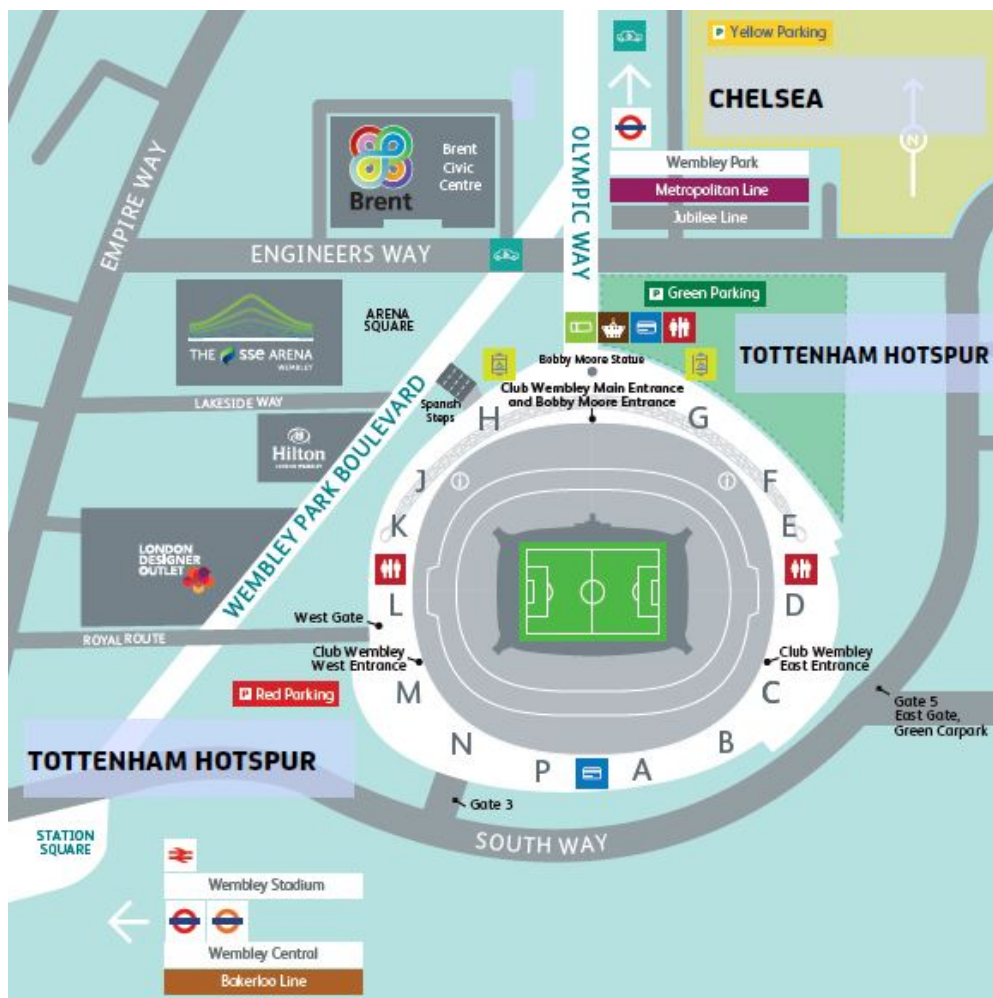 P Yellow Parking
CHELSEA
N
Wembley Park
Metropolitan Line
Jubilee Line
OLYMPIC WAY
EMPIRE WAY
Brent
Civic
Centre
Brent
ENGINEERS WAY
P Green Parking
TOTTENHAM HOTSPUR
ARENA
SQUARE
THE sse ARENA
WEMBLEY
Bobby Moore Statue
Club Wembley Main Entrance
and Bobby Moore Entrance
LAKESIDE WAY
Spanish
Steps
Hilton
LONDON WEMBLEY
WEMBLEY PARK BOULEVARD
H
G
J
F
K
E
L
D
M
C
N
B
P
A
LONDON
DESIGNER
OUTLET
ROYAL ROUTE
West Gate
Club Wembley
West Entrance
Club Wembley
East Entrance
P Red Parking
Gate 5
East Gate,
Green Carpark
TOTTENHAM HOTSPUR
Gate 3
SOUTH WAY
STATION
SQUARE
Wembley Stadium
Wembley Central
Bakerloo Line